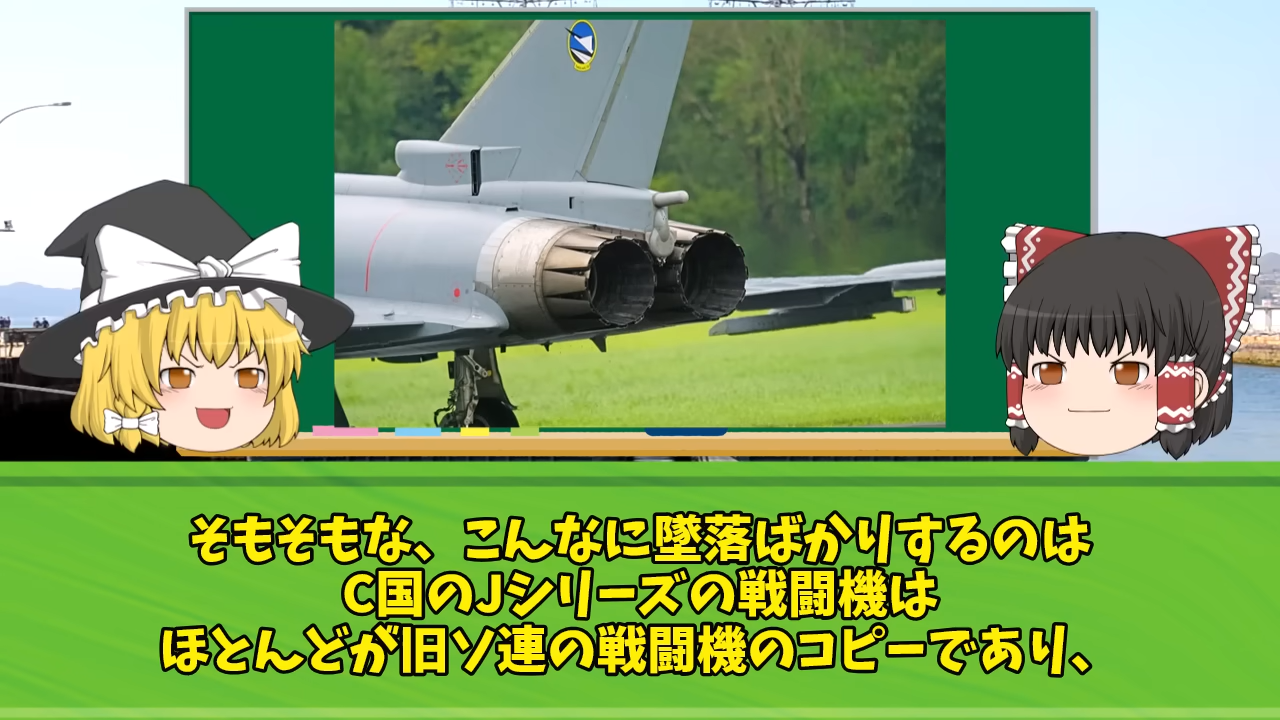 そもそもな、こんなに墜落ばかりするのは
C国のJシリーズの戦闘機は
ほとんどが旧ソ連の戦闘機のコピーであり、